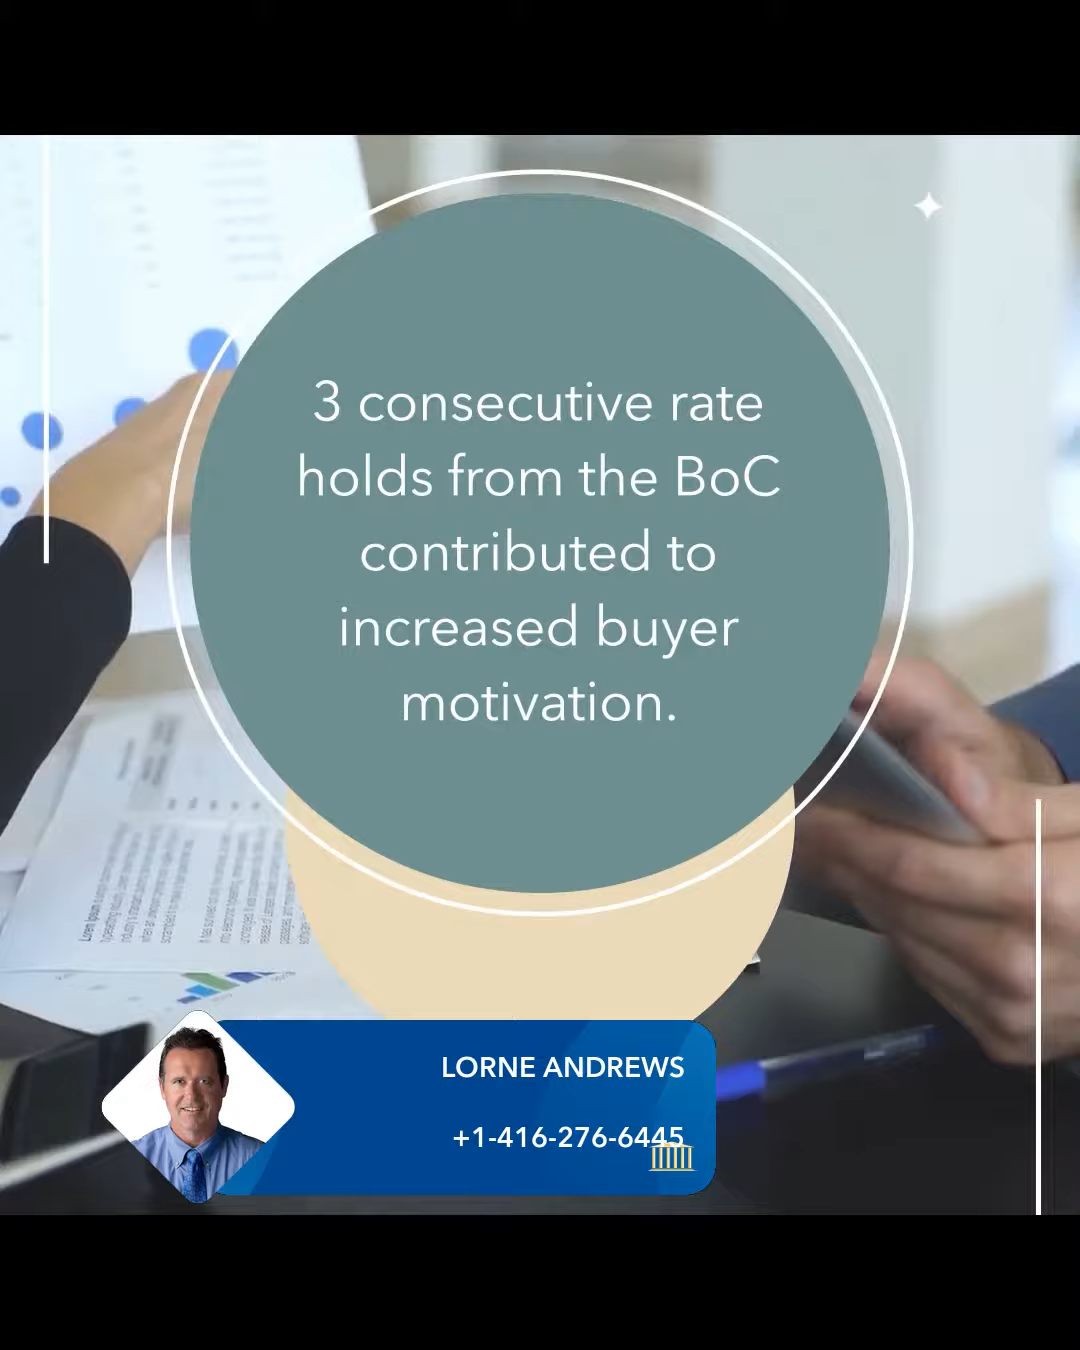 3 consecutive rate
holds from the BoC
contributed to
increased buyer
motivation.
LORNE ANDREWS
+1-416-276-6445